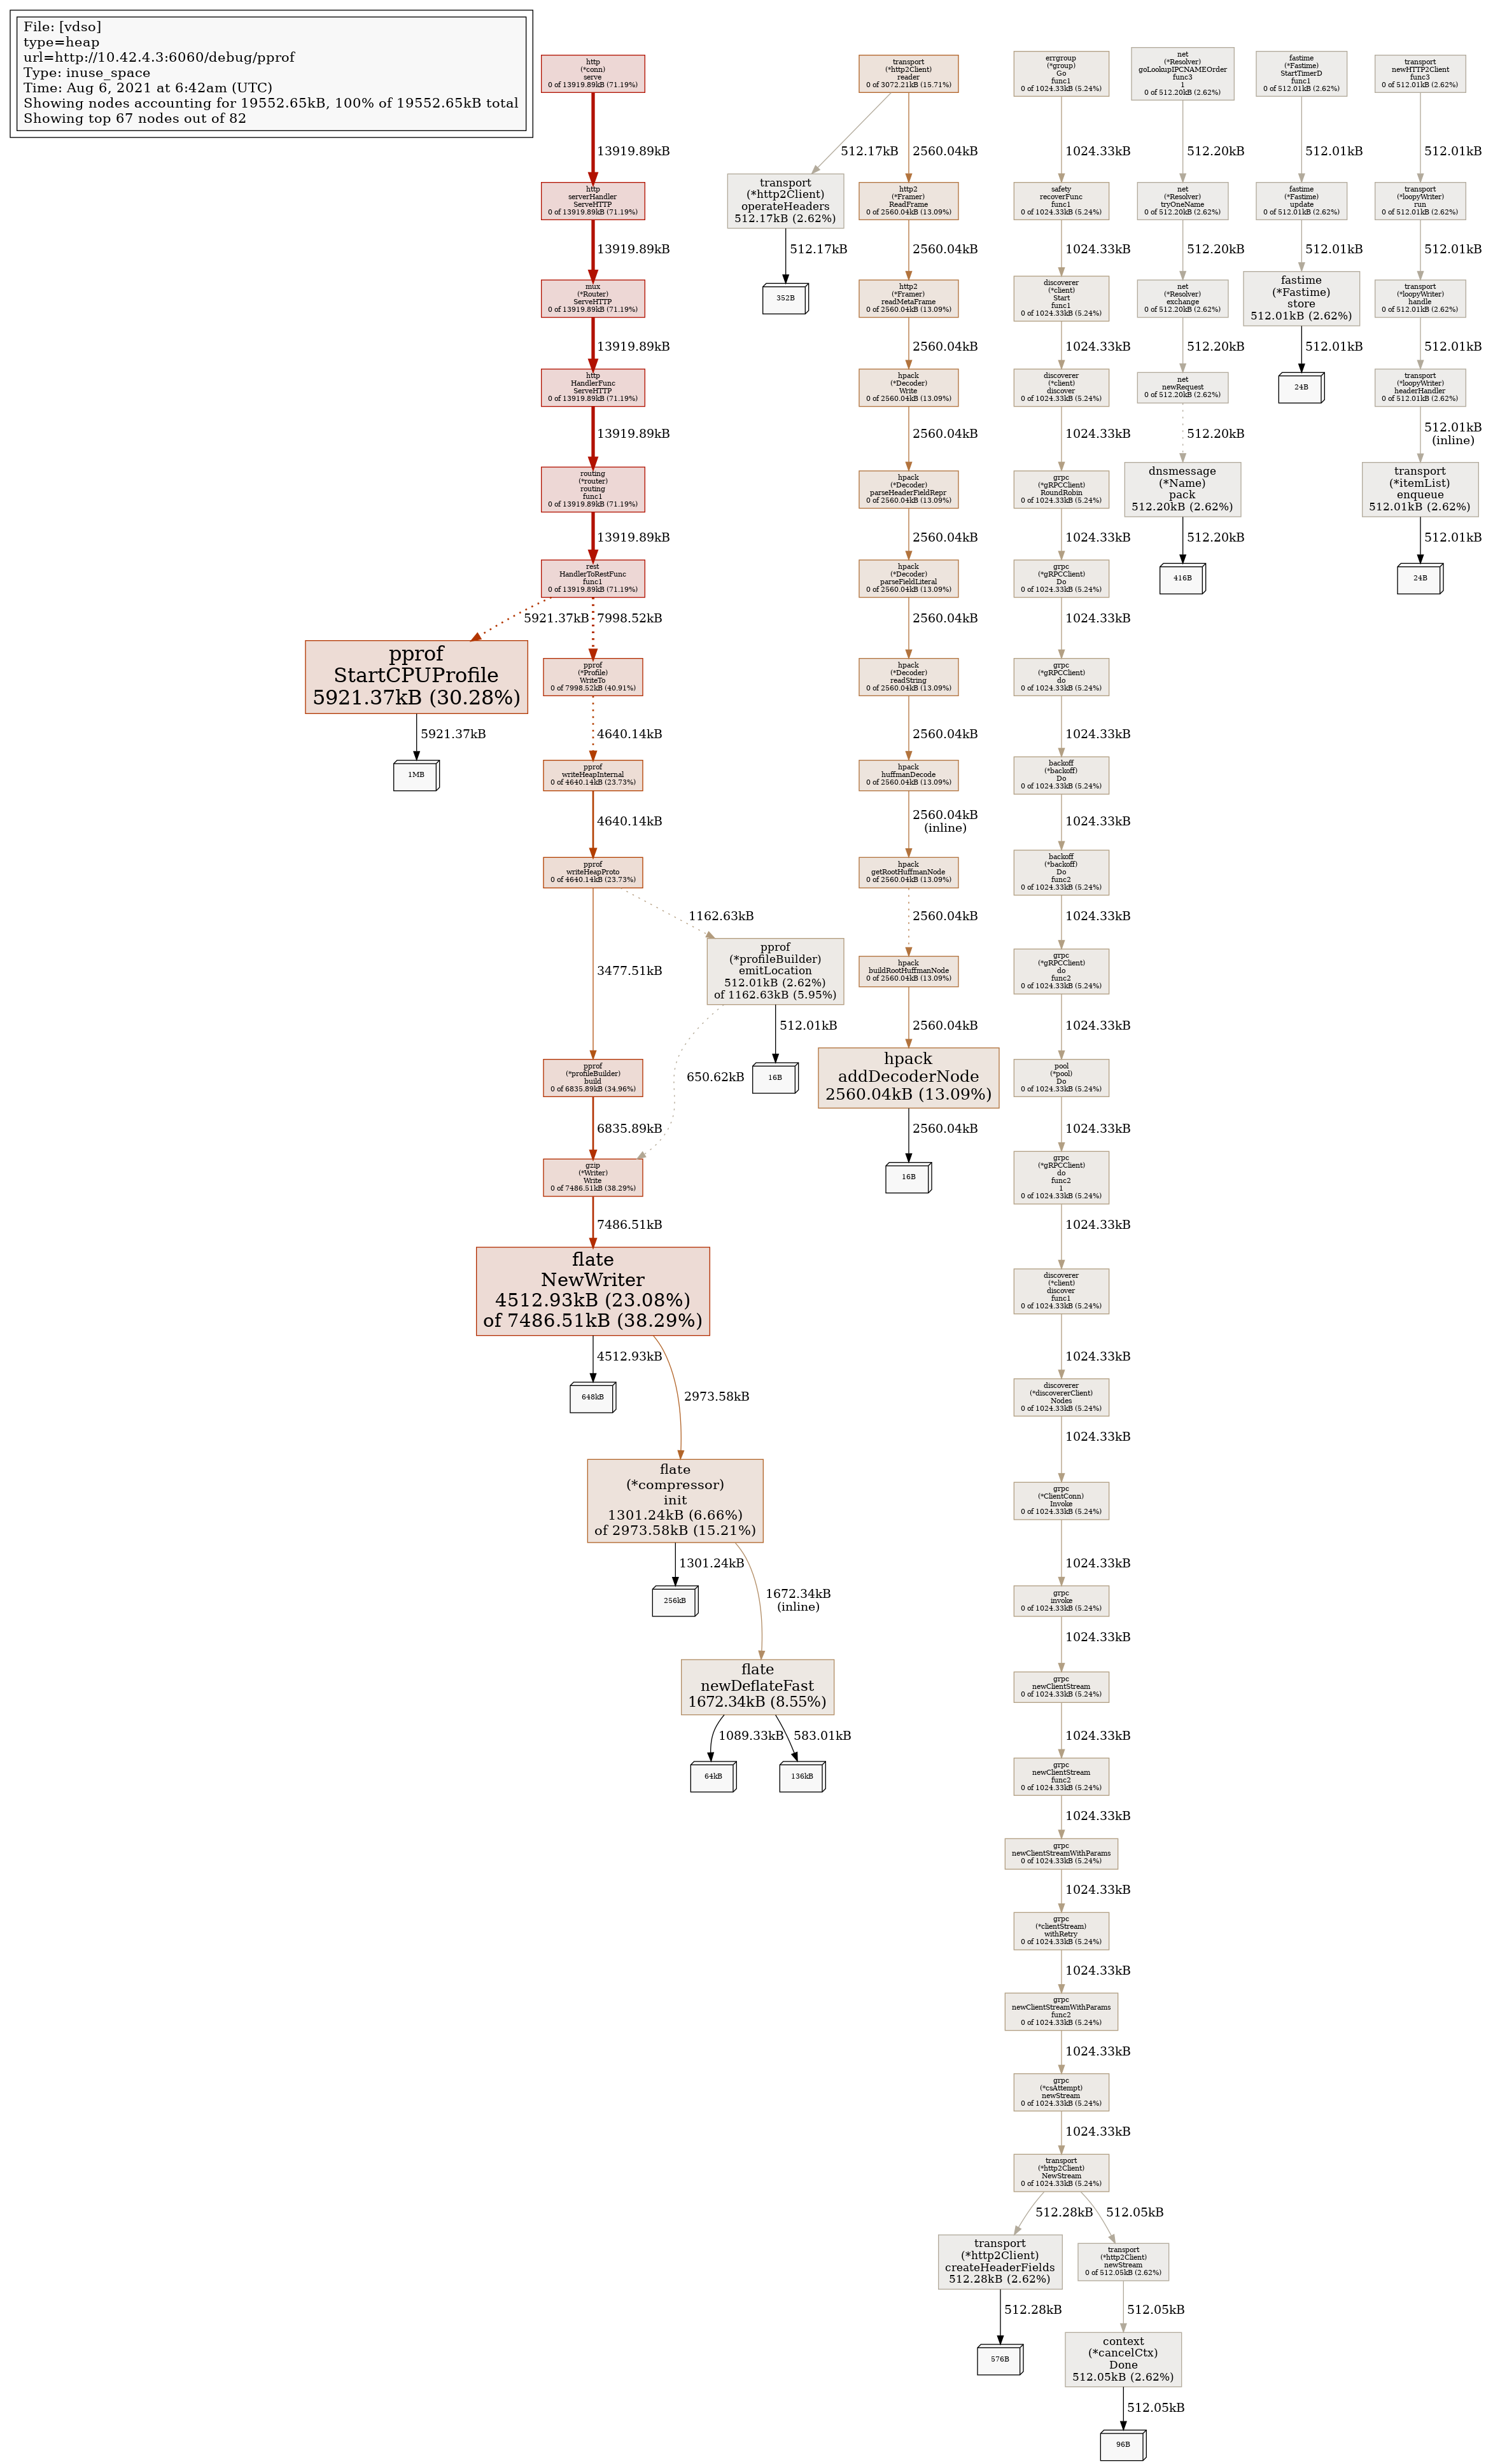 File: [vdso]
type=heap
url=http://10.42.4.3:6060/debug/pprof
Type: inuse_space
Time: Aug 6, 2021 at 6:42am (UTC)
Showing nodes accounting for 19552.65kB, 100% of 19552.65kB total
Showing top 67 nodes out of 82
http
(*conn)
serve
0 of 13919.89kB (71.19%)
13919.89kB
http
serverHandler
ServeHTTP
0 of 13919.89kB (71.19%)
13919.89kB
mux
(*Router)
ServeHTTP
0 of 13919.89kB (71.19%)
13919.89kB
http
HandlerFunc
ServeHTTP
0 of 13919.89kB (71.19%)
13919.89kB
routing
(*router)
routing
func1
0 of 13919.89kB (71.19%)
13919.89kB
rest
HandlerToRestFunc
func1
0 of 13919.89kB (71.19%)
5921.37kB
7998.52kB
pprof
StartCPUProfile
5921.37kB (30.28%)
5921.37kB
1MB
pprof
(*Profile)
WriteTo
0 of 7998.52kB (40.91%)
4640.14kB
pprof
writeHeapInternal
0 of 4640.14kB (23.73%)
4640.14kB
pprof
writeHeapProto
0 of 4640.14kB (23.73%)
1162.63kB
3477.51kB
pprof
(*profileBuilder)
emitLocation
512.01kB (2.62%)
of 1162.63kB (5.95%)
512.01kB
16B
650.62kB
pprof
(*profileBuilder)
build
0 of 6835.89kB (34.96%)
6835.89kB
gzip
(*Writer)
Write
0 of 7486.51kB (38.29%)
7486.51kB
flate
NewWriter
4512.93kB (23.08%)
of 7486.51kB (38.29%)
4512.93kB
648kB
2973.58kB
flate
(*compressor)
init
1301.24kB (6.66%)
of 2973.58kB (15.21%)
1301.24kB
256kB
1672.34kB
(inline)
flate
newDeflateFast
1672.34kB (8.55%)
1089.33kB
583.01kB
64kB
136kB
transport
(*http2Client)
reader
0 of 3072.21kB (15.71%)
512.17kB
2560.04kB
transport
(*http2Client)
operateHeaders
512.17kB (2.62%)
512.17kB
352B
http2
(*Framer)
ReadFrame
0 of 2560.04kB (13.09%)
2560.04kB
http2
(*Framer)
readMetaFrame
0 of 2560.04kB (13.09%)
2560.04kB
hpack
(*Decoder)
Write
0 of 2560.04kB (13.09%)
2560.04kB
hpack
(*Decoder)
parseHeaderFieldRepr
0 of 2560.04kB (13.09%)
2560.04kB
hpack
(*Decoder)
parseFieldLiteral
0 of 2560.04kB (13.09%)
2560.04kB
hpack
(*Decoder)
readString
0 of 2560.04kB (13.09%)
2560.04kB
hpack
huffmanDecode
0 of 2560.04kB (13.09%)
2560.04kB
(inline)
hpack
getRootHuffmanNode
0 of 2560.04kB (13.09%)
2560.04kB
hpack
buildRootHuffmanNode
0 of 2560.04kB (13.09%)
2560.04kB
hpack
addDecoderNode
2560.04kB (13.09%)
2560.04kB
16B
errgroup
(*group)
Go
func1
0 of 1024.33kB (5.24%)
1024.33kB
safety
recoverFunc
func1
0 of 1024.33kB (5.24%)
1024.33kB
discoverer
(*client)
Start
func1
0 of 1024.33kB (5.24%)
1024.33kB
discoverer
(*client)
discover
0 of 1024.33kB (5.24%)
1024.33kB
grpc
(*gRPCClient)
RoundRobin
0 of 1024.33kB (5.24%)
1024.33kB
grpc
(*gRPCClient)
Do
0 of 1024.33kB (5.24%)
1024.33kB
grpc
(*gRPCClient)
do
0 of 1024.33kB (5.24%)
1024.33kB
backoff
(*backoff)
Do
0 of 1024.33kB (5.24%)
1024.33kB
backoff
(*backoff)
Do
func2
0 of 1024.33kB (5.24%)
1024.33kB
grpc
(*gRPCClient)
do
func2
0 of 1024.33kB (5.24%)
1024.33kB
pool
(*pool)
Do
0 of 1024.33kB (5.24%)
1024.33kB
grpc
(*gRPCClient)
do
func2
1
0 of 1024.33kB (5.24%)
1024.33kB
discoverer
(*client)
discover
func1
0 of 1024.33kB (5.24%)
1024.33kB
discoverer
(*discovererClient)
Nodes
0 of 1024.33kB (5.24%)
1024.33kB
grpc
(*ClientConn)
Invoke
0 of 1024.33kB (5.24%)
1024.33kB
grpc
invoke
0 of 1024.33kB (5.24%)
1024.33kB
grpc
newClientStream
0 of 1024.33kB (5.24%)
1024.33kB
grpc
newClientStream
func2
0 of 1024.33kB (5.24%)
1024.33kB
grpc
newClientStreamWithParams
0 of 1024.33kB (5.24%)
1024.33kB
grpc
(*clientStream)
withRetry
0 of 1024.33kB (5.24%)
1024.33kB
grpc
newClientStreamWithParams
func2
0 of 1024.33kB (5.24%)
1024.33kB
grpc
(*csAttempt)
newStream
0 of 1024.33kB (5.24%)
1024.33kB
transport
(*http2Client)
NewStream
0 of 1024.33kB (5.24%)
512.28kB
512.05kB
transport
(*http2Client)
createHeaderFields
512.28kB (2.62%)
512.28kB
576B
transport
(*http2Client)
newStream
0 of 512.05kB (2.62%)
512.05kB
context
(*cancelCtx)
Done
512.05kB (2.62%)
512.05kB
96B
net
(*Resolver)
goLookupIPCNAMEOrder
func3
1
0 of 512.20kB (2.62%)
512.20kB
net
(*Resolver)
tryOneName
0 of 512.20kB (2.62%)
512.20kB
net
(*Resolver)
exchange
0 of 512.20kB (2.62%)
512.20kB
net
newRequest
0 of 512.20kB (2.62%)
512.20kB
dnsmessage
(*Name)
pack
512.20kB (2.62%)
512.20kB
416B
fastime
(*Fastime)
StartTimerD
func1
0 of 512.01kB (2.62%)
512.01kB
fastime
(*Fastime)
update
0 of 512.01kB (2.62%)
512.01kB
fastime
(*Fastime)
store
512.01kB (2.62%)
512.01kB
24B
transport
newHTTP2Client
func3
0 of 512.01kB (2.62%)
512.01kB
transport
(*loopyWriter)
run
0 of 512.01kB (2.62%)
512.01kB
transport
(*loopyWriter)
handle
0 of 512.01kB (2.62%)
512.01kB
transport
(*loopyWriter)
headerHandler
0 of 512.01kB (2.62%)
512.01kB
(inline)
transport
(*itemList)
enqueue
512.01kB (2.62%)
512.01kB
24B